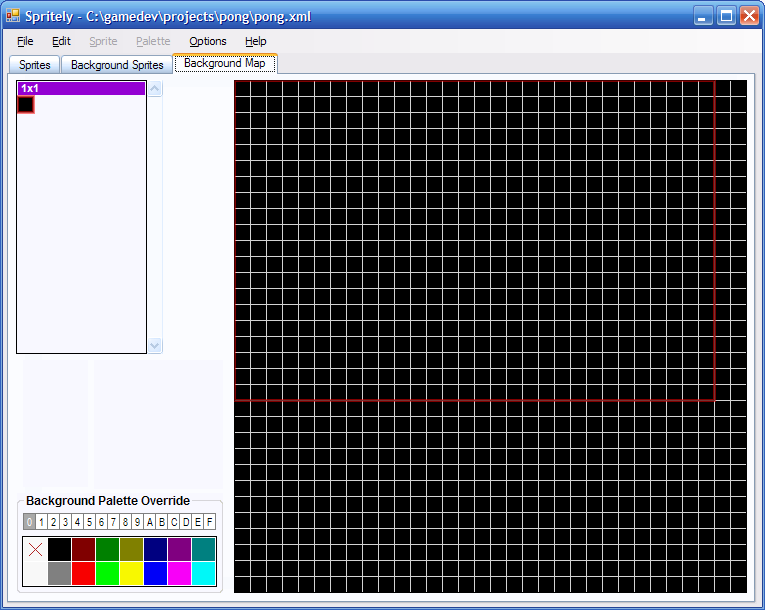 Spritely - C:\gamedev\projects\pong\pong.xml
File Edit Sprite Palette Options Help
Sprites Background Sprites Background Map
1x1
Background Palette Override
0 1 2 3 4 5 6 7 8 9 A B C D E F